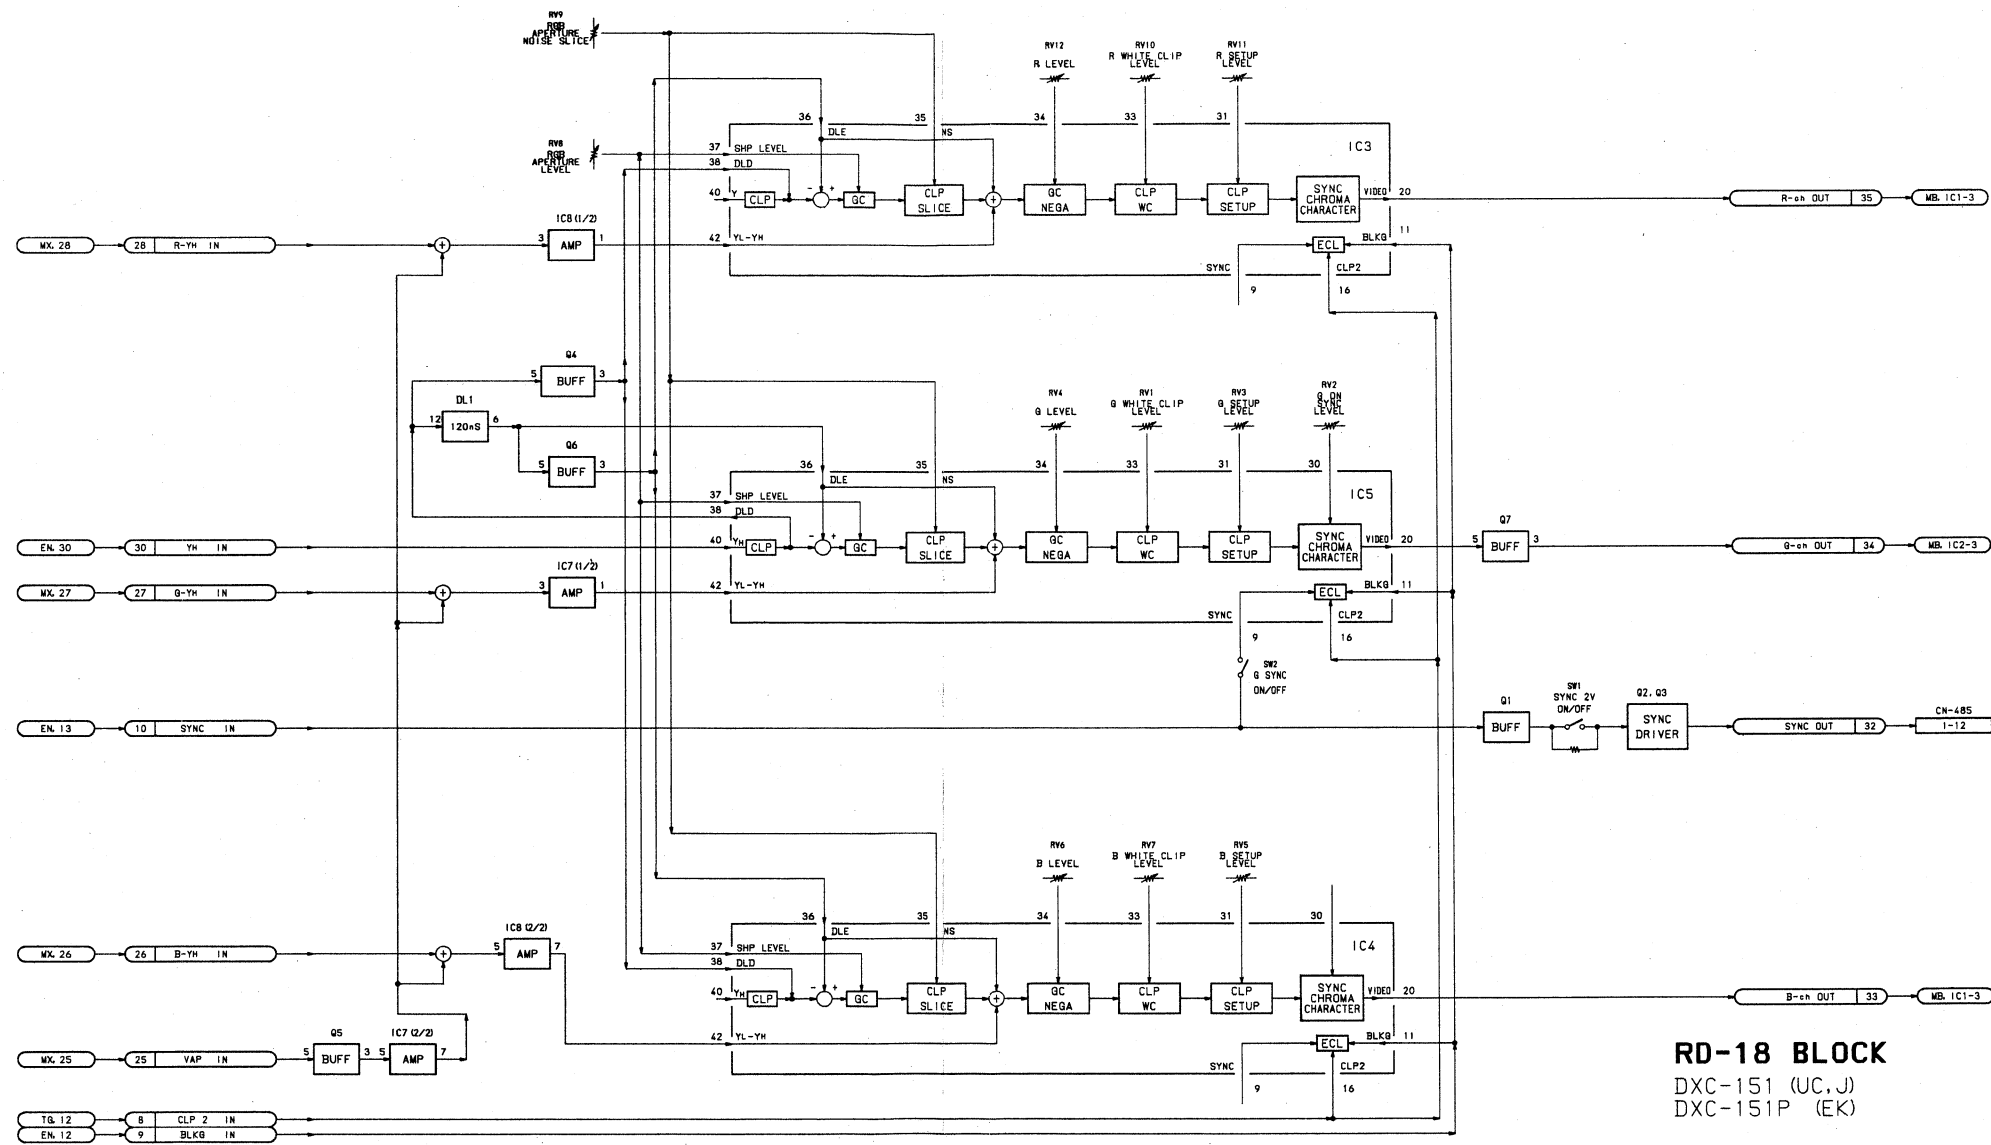 RV9
RGB
APERTURE
NOISE SLICE
RV12
R LEVEL
RV10
R WHITE CLIP
LEVEL
RV11
R SETUP
LEVEL
36
35
34
33
31
DLE
NS
IC3
RV8
RGB
APERTURE
LEVEL
37 SHP LEVEL
38 DLD
40 Y
CLP
- +
GC
CLP
SLICE
+
GC
NEGA
CLP
WC
CLP
SETUP
SYNC
CHROMA
CHARACTER
VIDEO 20
R-ch OUT 35
MB. IC1-3
MX. 28
28 R-YH IN
+
IC8 (1/2)
3 AMP 1
42 YL-YH
ECL
BLKG 11
SYNC
CLP2
9
16
Q4
5 BUFF 3
DL1
12 120nS 6
Q6
5 BUFF 3
RV4
G LEVEL
RV1
G WHITE CLIP
LEVEL
RV3
G SETUP
LEVEL
RV2
G ON
SYNC
LEVEL
36
35
34
33
31
30
DLE
NS
IC5
37 SHP LEVEL
38 DLD
EN. 30
30 YH IN
40 YH
CLP
- +
GC
CLP
SLICE
+
GC
NEGA
CLP
WC
CLP
SETUP
SYNC
CHROMA
CHARACTER
VIDEO 20
Q7
5 BUFF 3
G-ch OUT 34
MB. IC2-3
MX. 27
27 G-YH IN
+
IC7 (1/2)
3 AMP 1
42 YL-YH
ECL
BLKG 11
SYNC
CLP2
9
16
SW2
G SYNC
ON/OFF
EN. 13
10 SYNC IN
Q1
BUFF
SW1
SYNC 2V
ON/OFF
Q2, Q3
SYNC
DRIVER
SYNC OUT 32
CN-485
1-12
RV6
B LEVEL
RV7
B WHITE CLIP
LEVEL
RV5
B SETUP
LEVEL
36
35
34
33
31
30
DLE
NS
IC4
37 SHP LEVEL
38 DLD
MX. 26
26 B-YH IN
+
IC8 (2/2)
5 AMP 7
40 YH
CLP
- +
GC
CLP
SLICE
+
GC
NEGA
CLP
WC
CLP
SETUP
SYNC
CHROMA
CHARACTER
VIDEO 20
B-ch OUT 33
MB. IC1-3
42 YL-YH
ECL
BLKG 11
SYNC
CLP2
9
16
MX. 25
25 VAP IN
Q5
5 BUFF 3
IC7 (2/2)
5 AMP 7
TG. 12
8 CLP 2 IN
EN. 12
9 BLKG IN
RD-18 BLOCK
DXC-151 (UC, J)
DXC-151P (EK)